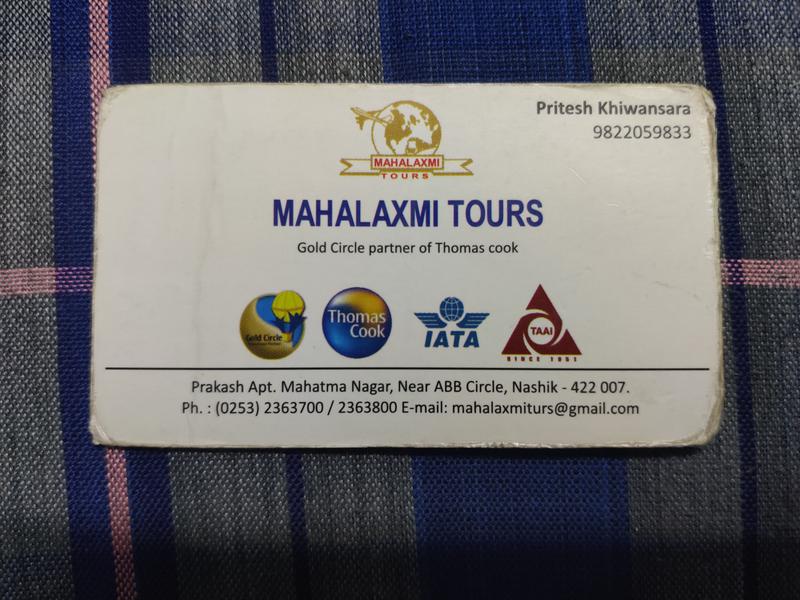 Pritesh Khiwansara
9822059833
MAHALAXMI
TOURS
MAHALAXMI TOURS
Gold Circle partner of Thomas cook
Gold Circle
Thomas
Cook
IATA
TAAI
SINCE 1951
Prakash Apt. Mahatma Nagar, Near ABB Circle, Nashik - 422 007.
Ph. : (0253) 2363700 / 2363800 E-mail: mahalaxmiturs@gmail.com